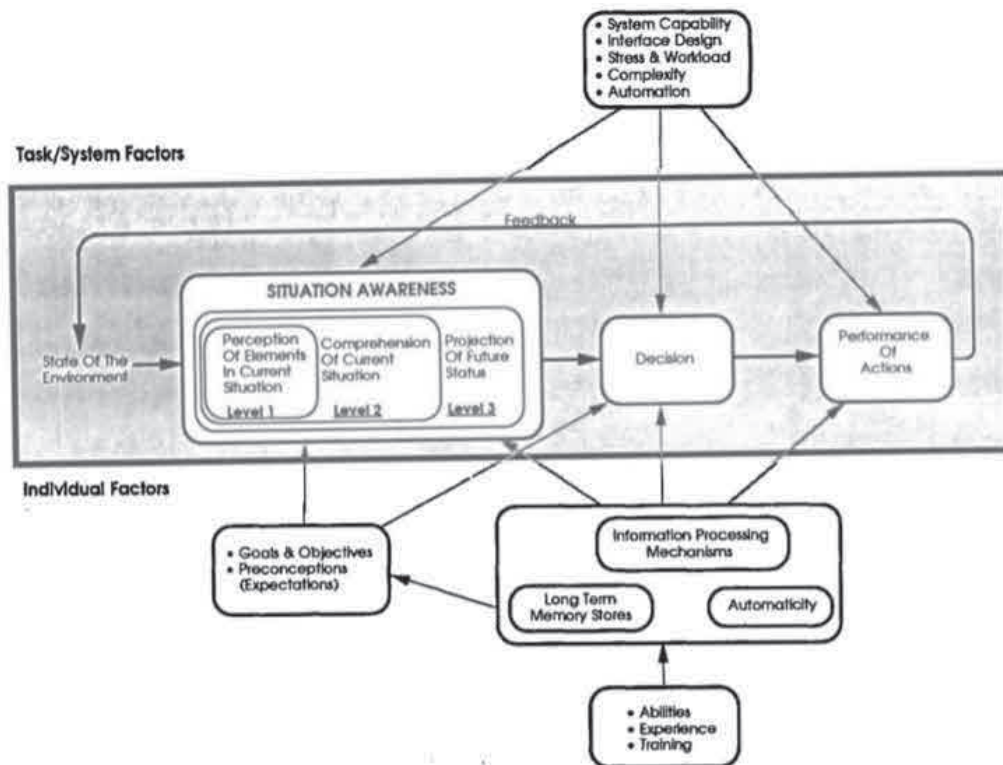 • System Capability
• Interface Design
• Stress & Workload
• Complexity
• Automation
Task/System Factors
Feedback
SITUATION AWARENESS
Perception
Of Elements
In Current
Situation
Level 1
Comprehension
Of Current
Situation
Level 2
Projection
Of Future
Status
Level 3
State Of The
Environment
Decision
Performance
Of
Actions
Individual Factors
• Goals & Objectives
• Preconceptions
(Expectations)
Information Processing
Mechanisms
Long Term
Memory Stores
Automaticity
• Abilities
• Experience
• Training